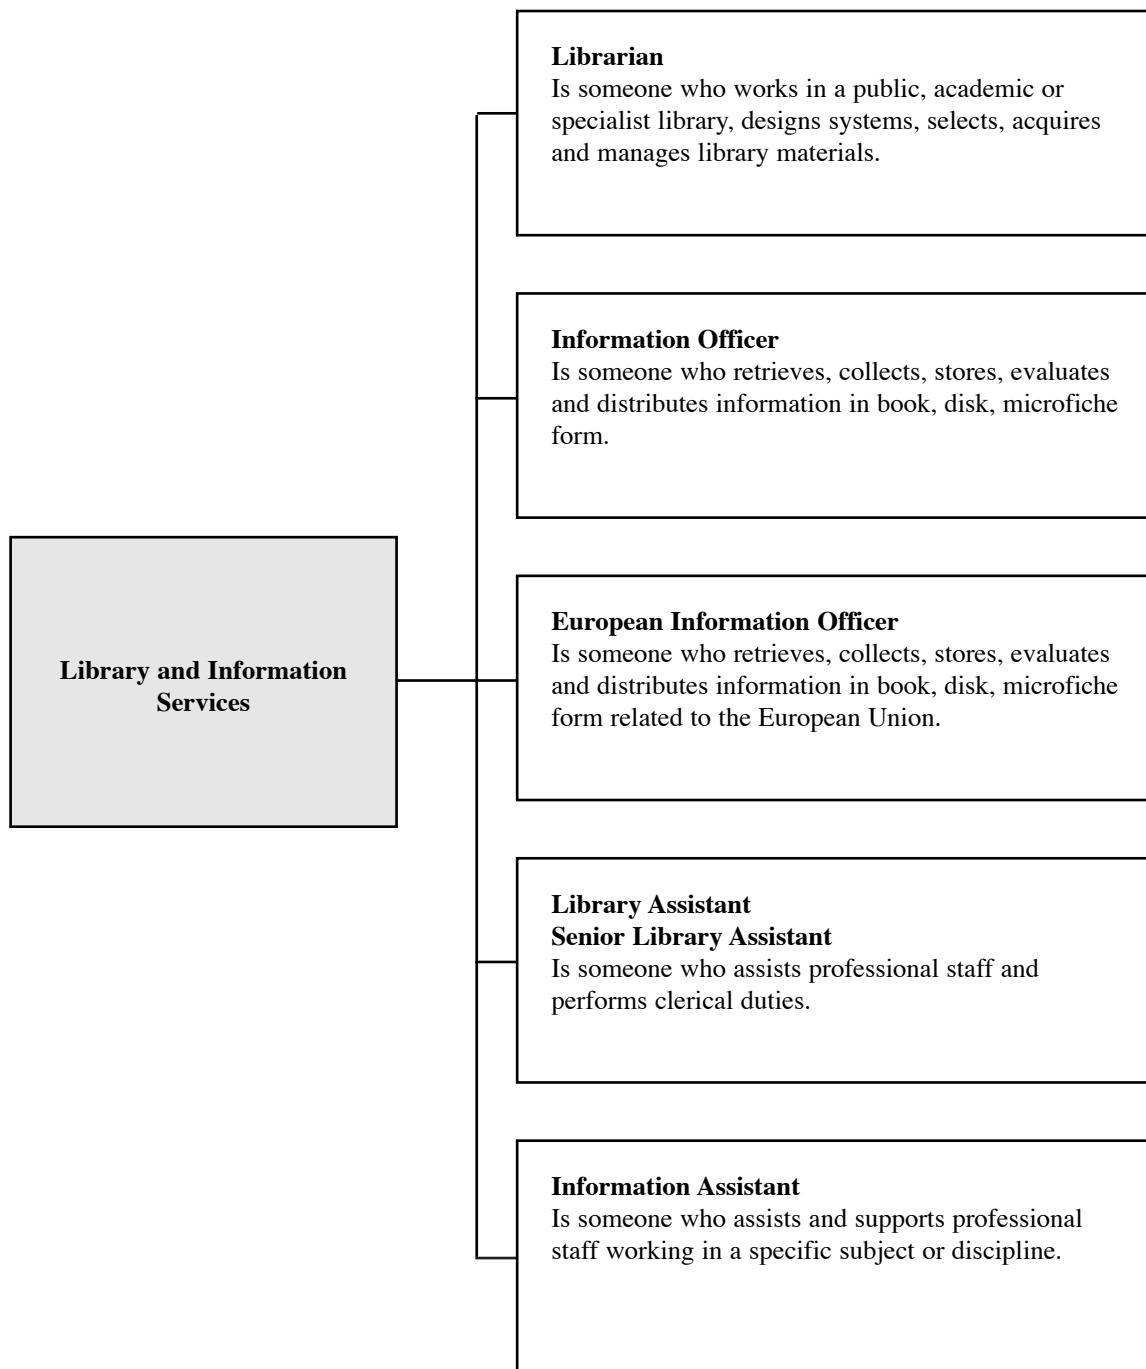 Librarian
Is someone who works in a public, academic or
specialist library, designs systems, selects, acquires
and manages library materials.
Information Officer
Is someone who retrieves, collects, stores, evaluates
and distributes information in book, disk, microfiche
form.
Library and Information
Services
European Information Officer
Is someone who retrieves, collects, stores, evaluates
and distributes information in book, disk, microfiche
form related to the European Union.
Library Assistant
Senior Library Assistant
Is someone who assists professional staff and
performs clerical duties.
Information Assistant
Is someone who assists and supports professional
staff working in a specific subject or discipline.